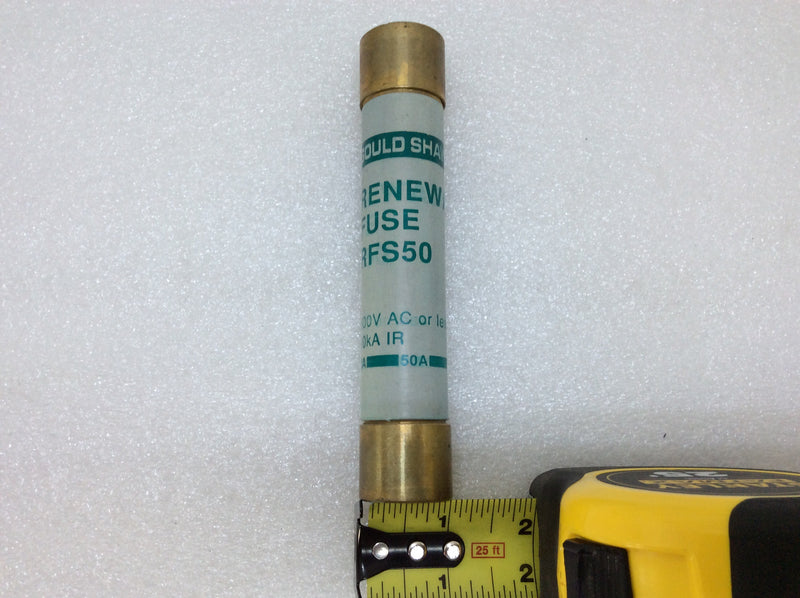 OULD SHA
RENEW
FUSE
RFS50
00V AC or le
0kA IR
A 50A
1 2
25 ft
1 2